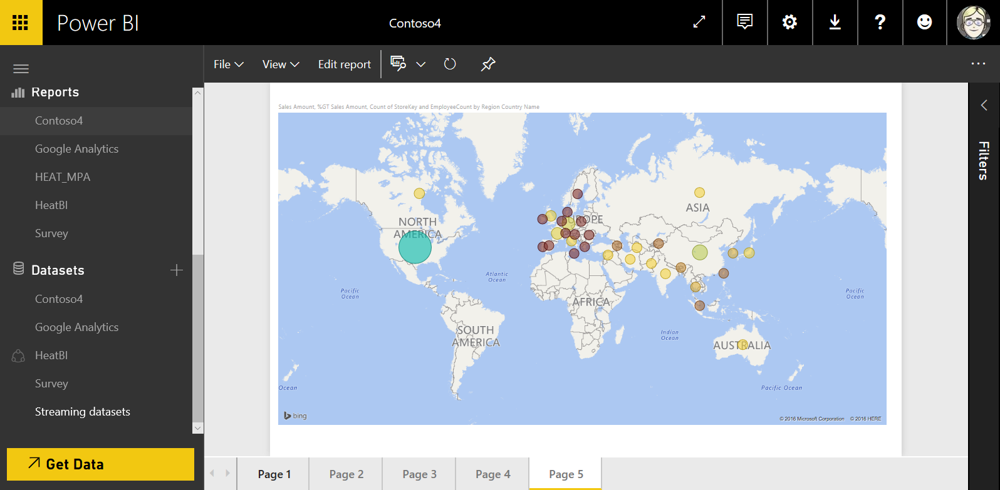 Power BI
Contoso4
?
File
View
Edit report
...
Reports
Contoso4
Google Analytics
HEAT_MPA
HeatBI
Survey
Datasets
Contoso4
Google Analytics
HeatBI
Survey
Streaming datasets
Get Data
Sales Amount, %GT Sales Amount, Count of StoreKey and EmployeeCount by Region Country Name
NORTH
AMERICA
EUROPE
ASIA
Atlantic
Ocean
Pacific
Ocean
Pacific
Ocean
AFRICA
SOUTH
AMERICA
Indian
Ocean
AUSTRALIA
Ocean
Pacific Ocean
bing
© 2016 Microsoft Corporation © 2016 HERE
Filters
Page 1
Page 2
Page 3
Page 4
Page 5